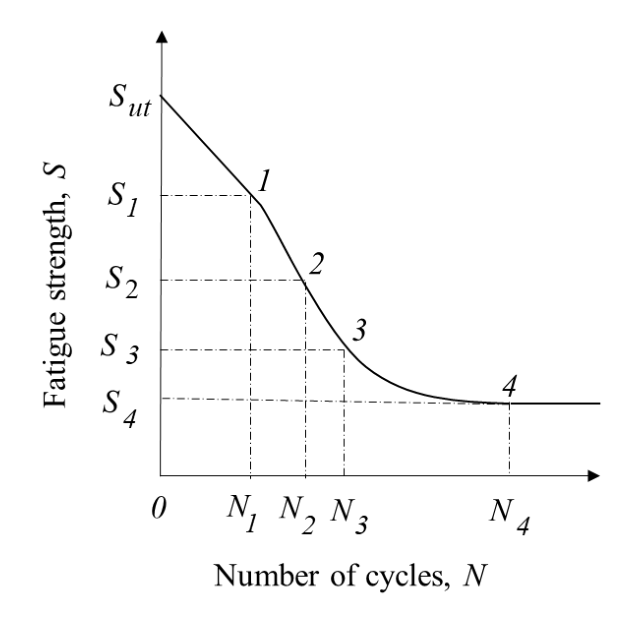 S_ut
1
S_1
2
S_2
3
S_3
4
S_4
Fatigue strength, S
0 N_1 N_2 N_3 N_4
Number of cycles, N